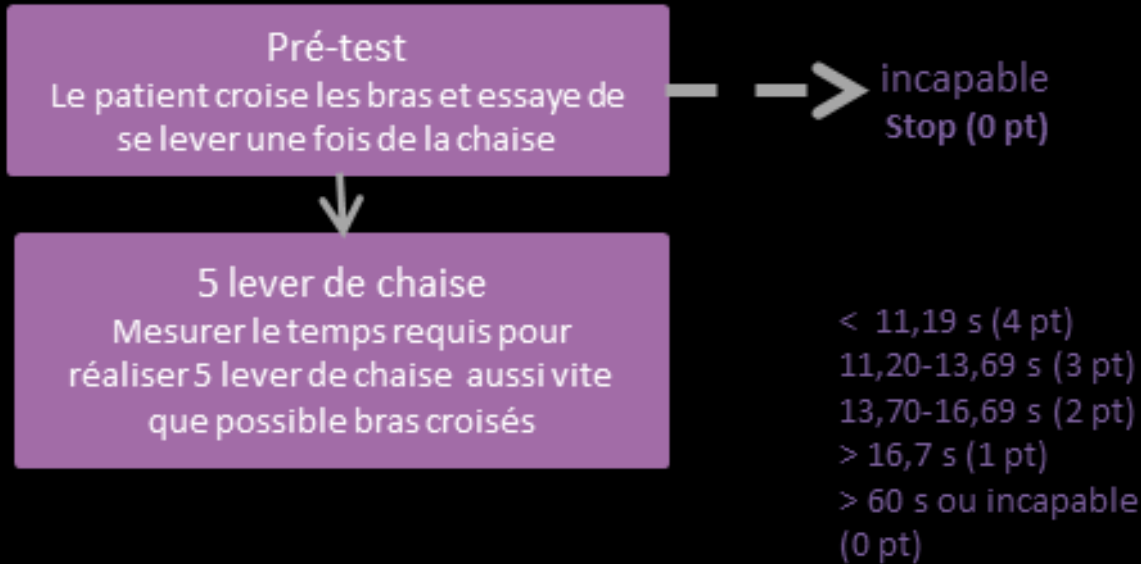 Pré-test
Le patient croise les bras et essaye de
se lever une fois de la chaise
incapable
Stop (0 pt)
5 lever de chaise
Mesurer le temps requis pour
réaliser 5 lever de chaise aussi vite
que possible bras croisés
< 11,19 s (4 pt)
11,20-13,69 s (3 pt)
13,70-16,69 s (2 pt)
> 16,7 s (1 pt)
> 60 s ou incapable
(0 pt)